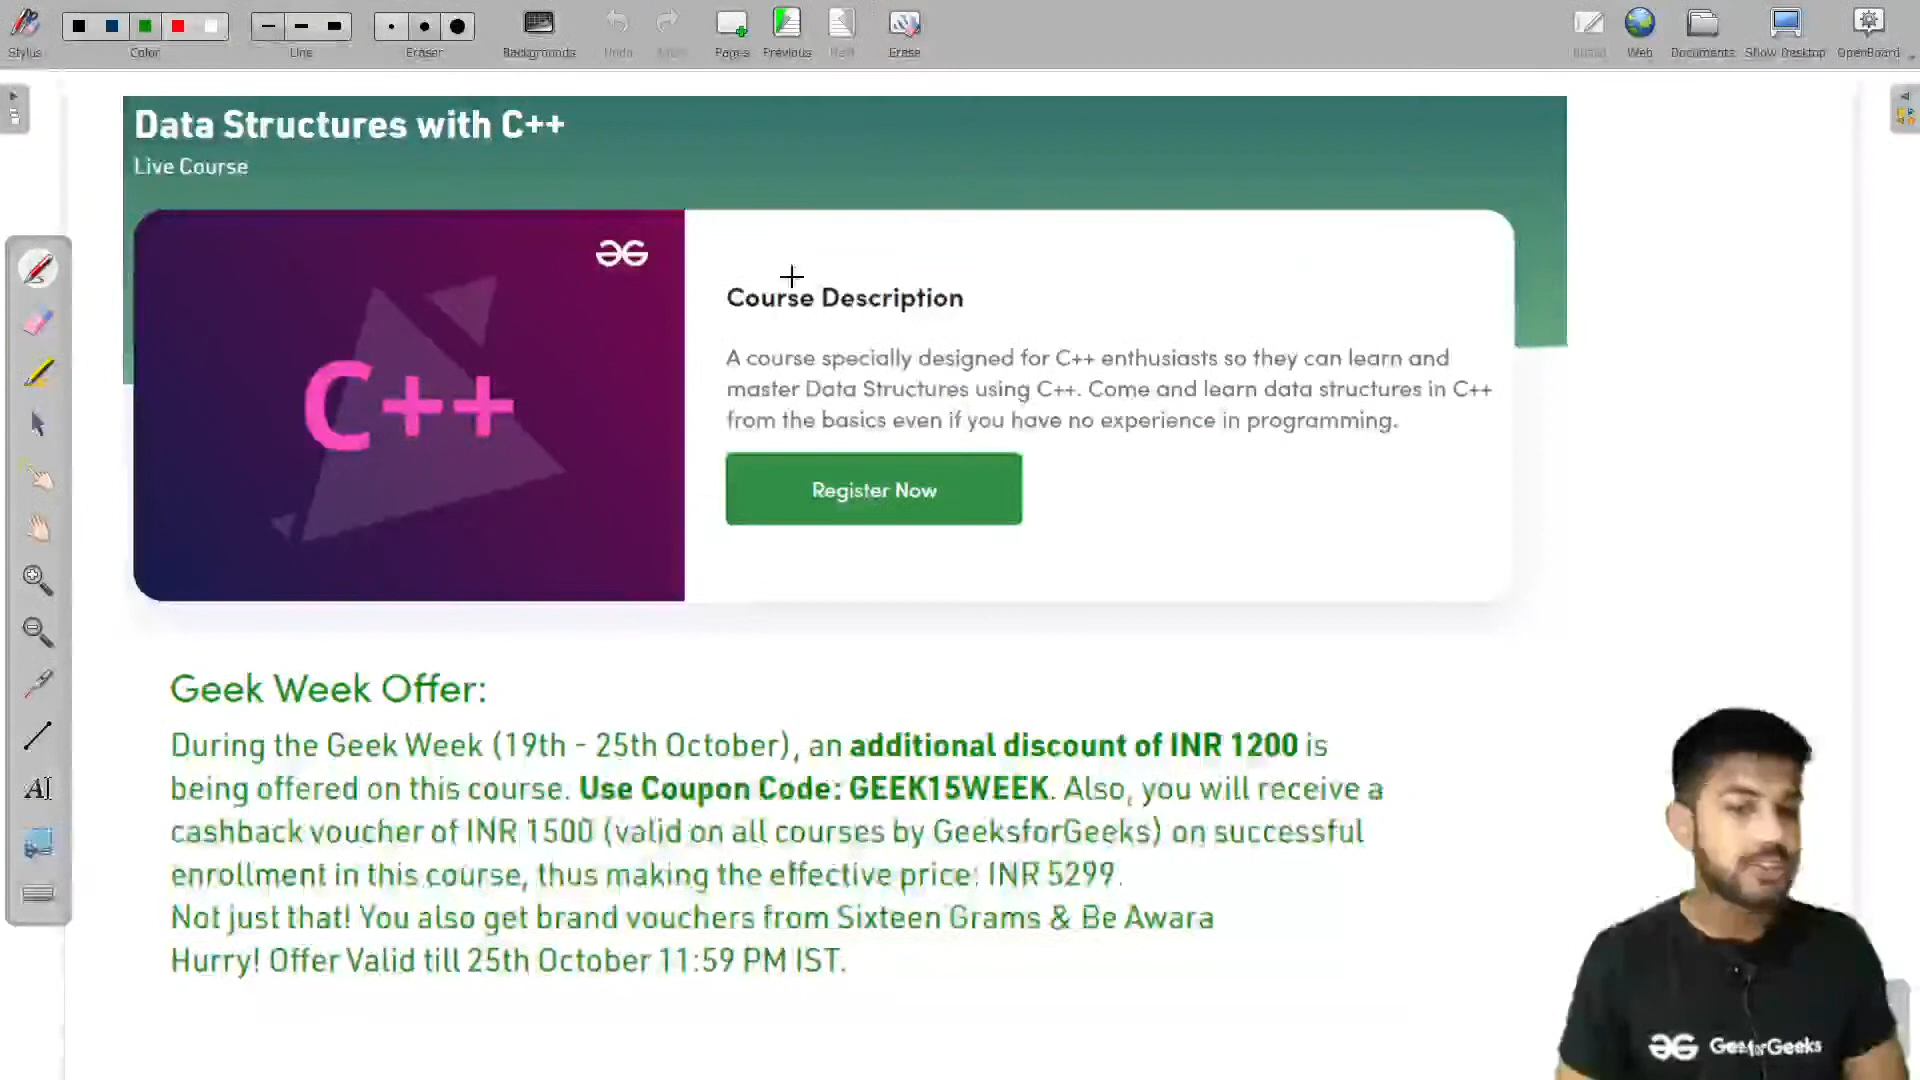 Stylus
Color
Line
Eraser
Backgrounds
Undo
Pages
Previous
Erase
Web
Documents
Show Desktop
OpenBoard
Data Structures with C++
Live Course
C++
Course Description
A course specially designed for C++ enthusiasts so they can learn and
master Data Structures using C++. Come and learn data structures in C++
from the basics even if you have no experience in programming.
Register Now
Geek Week Offer:
During the Geek Week (19th - 25th October), an additional discount of INR 1200 is
being offered on this course. Use Coupon Code: GEEK15WEEK. Also, you will receive a
cashback voucher of INR 1500 (valid on all courses by GeeksforGeeks) on successful
enrollment in this course, thus making the effective price: INR 5299.
Not just that! You also get brand vouchers from Sixteen Grams & Be Awara
Hurry! Offer Valid till 25th October 11:59 PM IST.
GeeksforGeeks